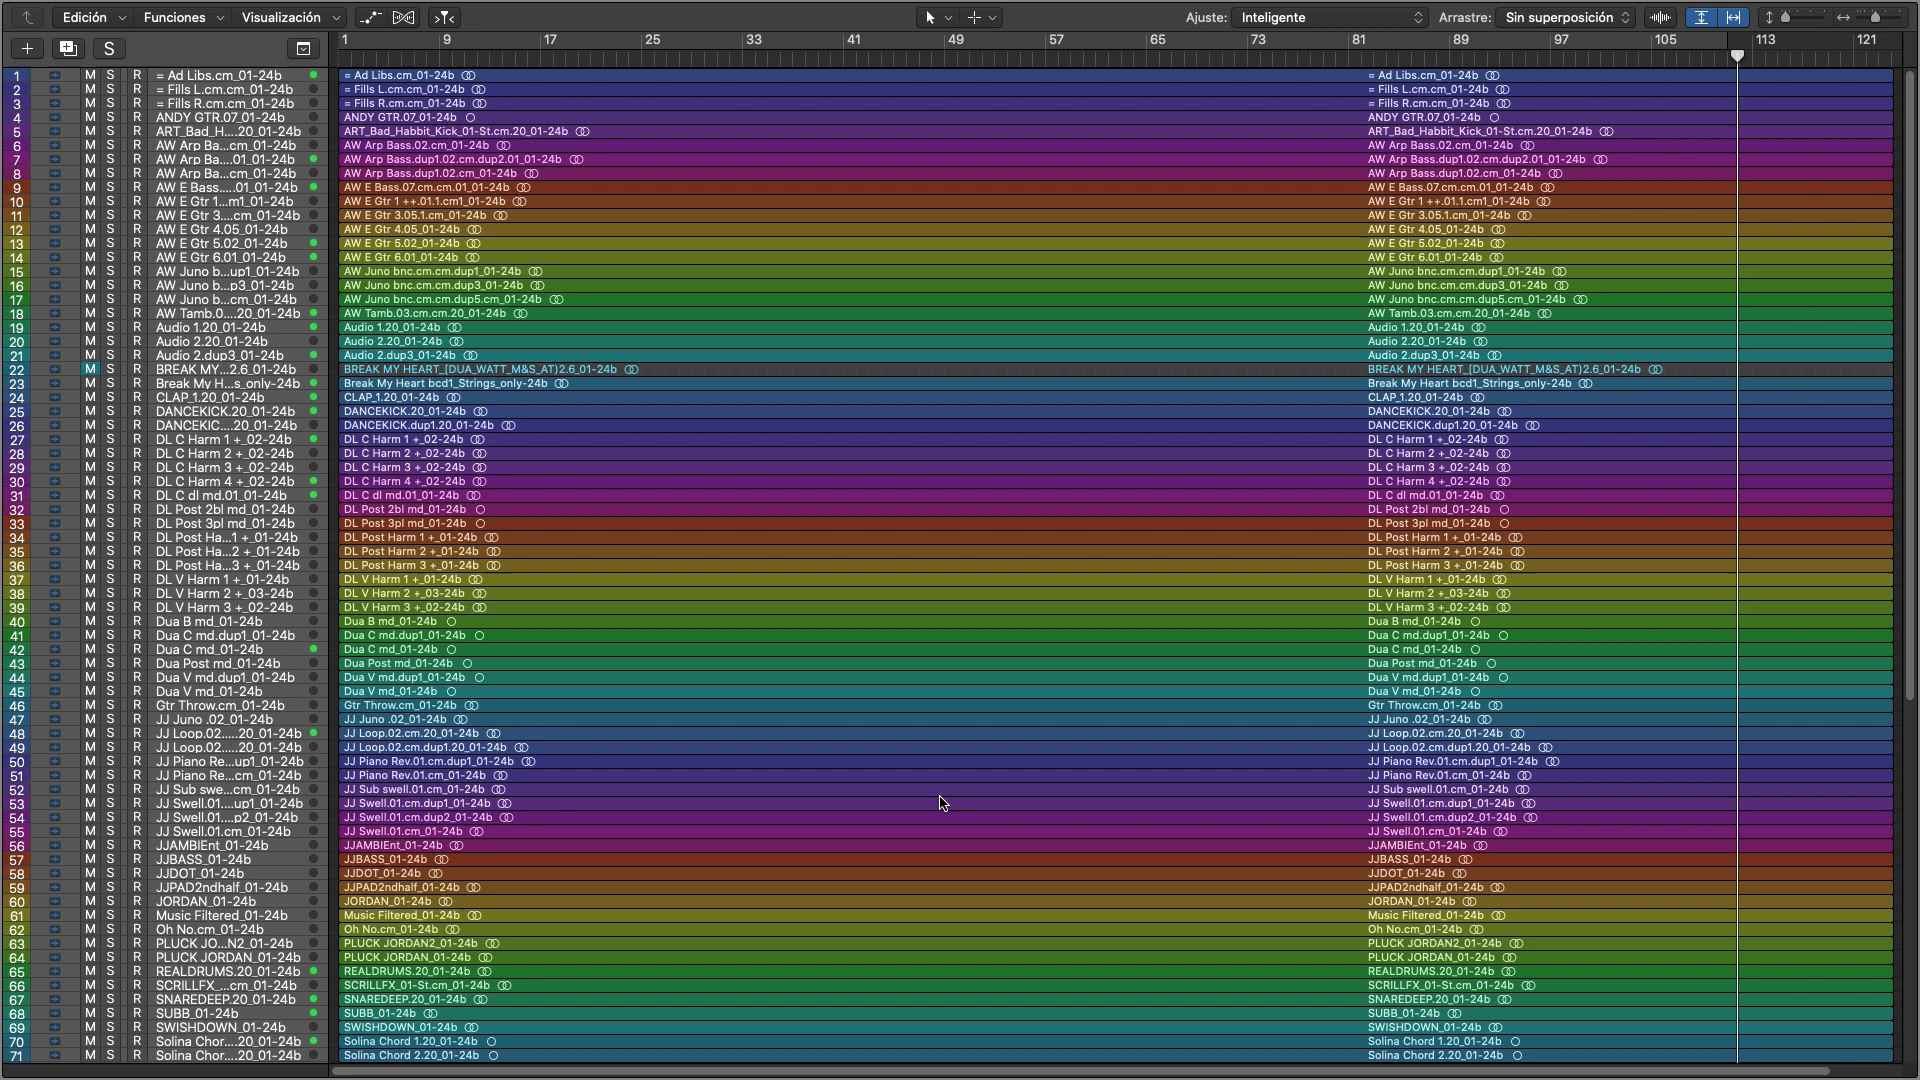 Edición Funciones Visualización Ajuste: Inteligente Arrastre: Sin superposición
S 1 9 17 25 33 41 49 57 65 73 81 89 97 105 113 121
1 M S R = Ad Libs.cm_01-24b = Ad Libs.cm_01-24b = Ad Libs.cm_01-24b
2 M S R = Fills L.cm.cm_01-24b = Fills L.cm.cm_01-24b = Fills L.cm.cm_01-24b
3 M S R = Fills R.cm.cm_01-24b = Fills R.cm.cm_01-24b = Fills R.cm.cm_01-24b
4 M S R ANDY GTR.07_01-24b ANDY GTR.07_01-24b ANDY GTR.07_01-24b
5 M S R ART_Bad_H....20_01-24b ART_Bad_Habbit_Kick_01-St.cm.20_01-24b ART_Bad_Habbit_Kick_01-St.cm.20_01-24b
6 M S R AW Arp Ba...cm_01-24b AW Arp Bass.02.cm_01-24b AW Arp Bass.02.cm_01-24b
7 M S R AW Arp Ba....01_01-24b AW Arp Bass.dup1.02.cm.dup2.01_01-24b AW Arp Bass.dup1.02.cm.dup2.01_01-24b
8 M S R AW Arp Ba...cm_01-24b AW Arp Bass.dup1.02.cm_01-24b AW Arp Bass.dup1.02.cm_01-24b
9 M S R AW E Bass.....01_01-24b AW E Bass.07.cm.cm.01_01-24b AW E Bass.07.cm.cm.01_01-24b
10 M S R AW E Gtr 1...m1_01-24b AW E Gtr 1 ++.01.1.cm1_01-24b AW E Gtr 1 ++.01.1.cm1_01-24b
11 M S R AW E Gtr 3....cm_01-24b AW E Gtr 3.05.1.cm_01-24b AW E Gtr 3.05.1.cm_01-24b
12 M S R AW E Gtr 4.05_01-24b AW E Gtr 4.05_01-24b AW E Gtr 4.05_01-24b
13 M S R AW E Gtr 5.02_01-24b AW E Gtr 5.02_01-24b AW E Gtr 5.02_01-24b
14 M S R AW E Gtr 6.01_01-24b AW E Gtr 6.01_01-24b AW E Gtr 6.01_01-24b
15 M S R AW Juno b...up1_01-24b AW Juno bnc.cm.cm.dup1_01-24b AW Juno bnc.cm.cm.dup1_01-24b
16 M S R AW Juno b...p3_01-24b AW Juno bnc.cm.cm.dup3_01-24b AW Juno bnc.cm.cm.dup3_01-24b
17 M S R AW Juno b...cm_01-24b AW Juno bnc.cm.cm.dup5.cm_01-24b AW Juno bnc.cm.cm.dup5.cm_01-24b
18 M S R AW Tamb.0....20_01-24b AW Tamb.03.cm.cm.20_01-24b AW Tamb.03.cm.cm.20_01-24b
19 M S R Audio 1.20_01-24b Audio 1.20_01-24b Audio 1.20_01-24b
20 M S R Audio 2.20_01-24b Audio 2.20_01-24b Audio 2.20_01-24b
21 M S R Audio 2.dup3_01-24b Audio 2.dup3_01-24b Audio 2.dup3_01-24b
22 M S R BREAK MY...2.6_01-24b BREAK MY HEART_[DUA_WATT_M&S_AT)2.6_01-24b BREAK MY HEART_[DUA_WATT_M&S_AT)2.6_01-24b
23 M S R Break My H...s_only-24b Break My Heart bcd1_Strings_only-24b Break My Heart bcd1_Strings_only-24b
24 M S R CLAP_1.20_01-24b CLAP_1.20_01-24b CLAP_1.20_01-24b
25 M S R DANCEKICK.20_01-24b DANCEKICK.20_01-24b DANCEKICK.20_01-24b
26 M S R DANCEKIC....20_01-24b DANCEKICK.dup1.20_01-24b DANCEKICK.dup1.20_01-24b
27 M S R DL C Harm 1 +_02-24b DL C Harm 1 +_02-24b DL C Harm 1 +_02-24b
28 M S R DL C Harm 2 +_02-24b DL C Harm 2 +_02-24b DL C Harm 2 +_02-24b
29 M S R DL C Harm 3 +_02-24b DL C Harm 3 +_02-24b DL C Harm 3 +_02-24b
30 M S R DL C Harm 4 +_02-24b DL C Harm 4 +_02-24b DL C Harm 4 +_02-24b
31 M S R DL C dl md.01_01-24b DL C dl md.01_01-24b DL C dl md.01_01-24b
32 M S R DL Post 2bl md_01-24b DL Post 2bl md_01-24b DL Post 2bl md_01-24b
33 M S R DL Post 3pl md_01-24b DL Post 3pl md_01-24b DL Post 3pl md_01-24b
34 M S R DL Post Ha...1 +_01-24b DL Post Harm 1 +_01-24b DL Post Harm 1 +_01-24b
35 M S R DL Post Ha...2 +_01-24b DL Post Harm 2 +_01-24b DL Post Harm 2 +_01-24b
36 M S R DL Post Ha...3 +_01-24b DL Post Harm 3 +_01-24b DL Post Harm 3 +_01-24b
37 M S R DL V Harm 1 +_01-24b DL V Harm 1 +_01-24b DL V Harm 1 +_01-24b
38 M S R DL V Harm 2 +_03-24b DL V Harm 2 +_03-24b DL V Harm 2 +_03-24b
39 M S R DL V Harm 3 +_02-24b DL V Harm 3 +_02-24b DL V Harm 3 +_02-24b
40 M S R Dua B md_01-24b Dua B md_01-24b Dua B md_01-24b
41 M S R Dua C md.dup1_01-24b Dua C md.dup1_01-24b Dua C md.dup1_01-24b
42 M S R Dua C md_01-24b Dua C md_01-24b Dua C md_01-24b
43 M S R Dua Post md_01-24b Dua Post md_01-24b Dua Post md_01-24b
44 M S R Dua V md.dup1_01-24b Dua V md.dup1_01-24b Dua V md.dup1_01-24b
45 M S R Dua V md_01-24b Dua V md_01-24b Dua V md_01-24b
46 M S R Gtr Throw.cm_01-24b Gtr Throw.cm_01-24b Gtr Throw.cm_01-24b
47 M S R JJ Juno .02_01-24b JJ Juno .02_01-24b JJ Juno .02_01-24b
48 M S R JJ Loop.02.....20_01-24b JJ Loop.02.cm.20_01-24b JJ Loop.02.cm.20_01-24b
49 M S R JJ Loop.02.....20_01-24b JJ Loop.02.cm.dup1.20_01-24b JJ Loop.02.cm.dup1.20_01-24b
50 M S R JJ Piano Re...up1_01-24b JJ Piano Rev.01.cm.dup1_01-24b JJ Piano Rev.01.cm.dup1_01-24b
51 M S R JJ Piano Re...cm_01-24b JJ Piano Rev.01.cm_01-24b JJ Piano Rev.01.cm_01-24b
52 M S R JJ Sub swe...cm_01-24b JJ Sub swell.01.cm_01-24b JJ Sub swell.01.cm_01-24b
53 M S R JJ Swell.01....up1_01-24b JJ Swell.01.cm.dup1_01-24b JJ Swell.01.cm.dup1_01-24b
54 M S R JJ Swell.01....p2_01-24b JJ Swell.01.cm.dup2_01-24b JJ Swell.01.cm.dup2_01-24b
55 M S R JJ Swell.01.cm_01-24b JJ Swell.01.cm_01-24b JJ Swell.01.cm_01-24b
56 M S R JJAMBIEnt_01-24b JJAMBIEnt_01-24b JJAMBIEnt_01-24b
57 M S R JJBASS_01-24b JJBASS_01-24b JJBASS_01-24b
58 M S R JJDOT_01-24b JJDOT_01-24b JJDOT_01-24b
59 M S R JJPAD2ndhalf_01-24b JJPAD2ndhalf_01-24b JJPAD2ndhalf_01-24b
60 M S R JORDAN_01-24b JORDAN_01-24b JORDAN_01-24b
61 M S R Music Filtered_01-24b Music Filtered_01-24b Music Filtered_01-24b
62 M S R Oh No.cm_01-24b Oh No.cm_01-24b Oh No.cm_01-24b
63 M S R PLUCK JO...N2_01-24b PLUCK JORDAN2_01-24b PLUCK JORDAN2_01-24b
64 M S R PLUCK JORDAN_01-24b PLUCK JORDAN_01-24b PLUCK JORDAN_01-24b
65 M S R REALDRUMS.20_01-24b REALDRUMS.20_01-24b REALDRUMS.20_01-24b
66 M S R SCRILLFX_...cm_01-24b SCRILLFX_01-St.cm_01-24b SCRILLFX_01-St.cm_01-24b
67 M S R SNAREDEEP.20_01-24b SNAREDEEP.20_01-24b SNAREDEEP.20_01-24b
68 M S R SUBB_01-24b SUBB_01-24b SUBB_01-24b
69 M S R SWISHDOWN_01-24b SWISHDOWN_01-24b SWISHDOWN_01-24b
70 M S R Solina Chor....20_01-24b Solina Chord 1.20_01-24b Solina Chord 1.20_01-24b
71 M S R Solina Chor....20_01-24b Solina Chord 2.20_01-24b Solina Chord 2.20_01-24b